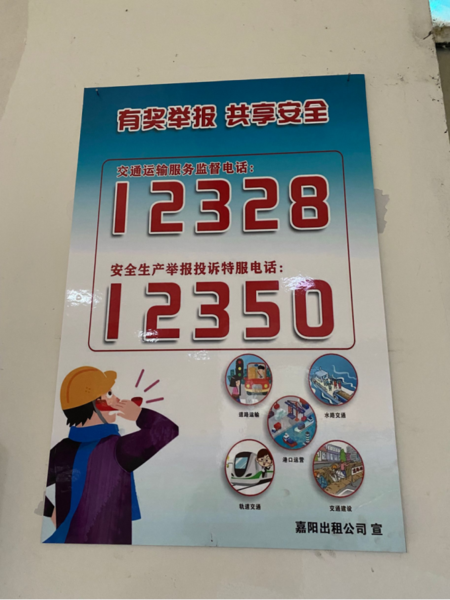 有奖举报 共享安全
交通运输服务监督电话：
12328
安全生产举报投诉特服电话：
12350
道路运输
水路交通
港口运营
轨道交通
交通建设
嘉阳出租公司 宣